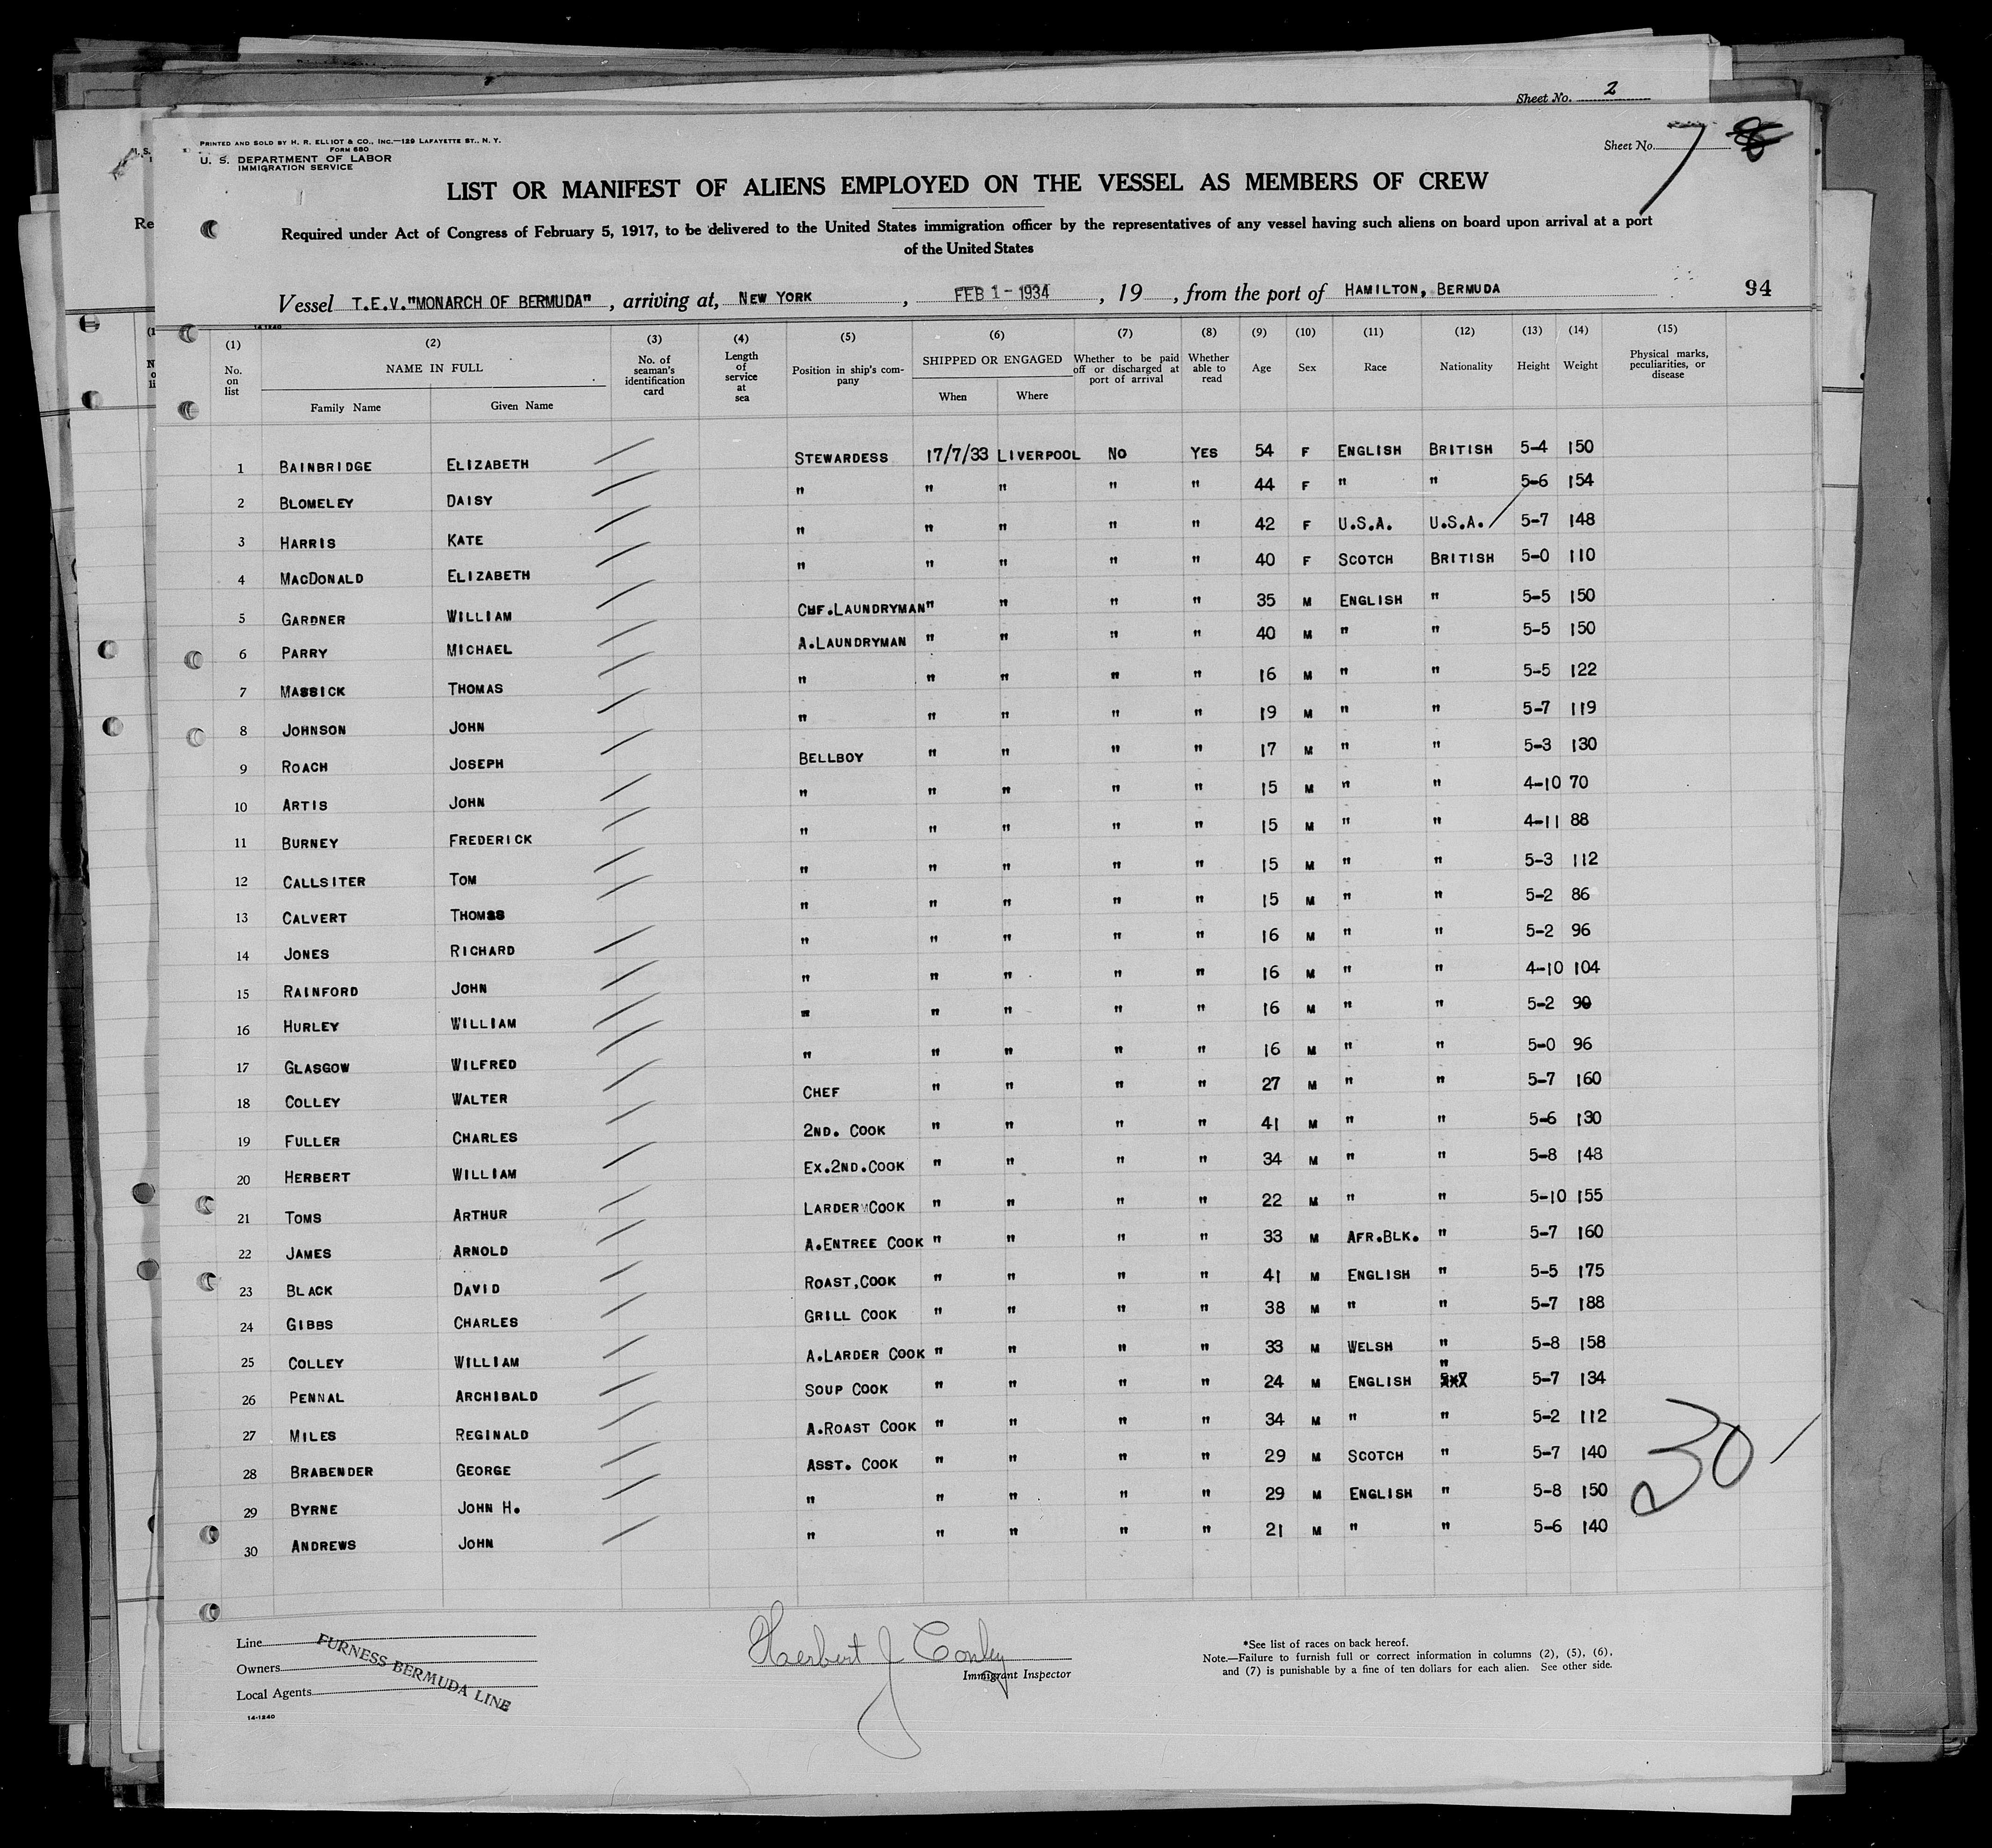 Sheet No. 2
PRINTED AND SOLD BY H. R. ELLIOT & CO., INC.—129 LAFAYETTE ST., N. Y.
FORM 680
U. S. DEPARTMENT OF LABOR
IMMIGRATION SERVICE
Sheet No. 7
LIST OR MANIFEST OF ALIENS EMPLOYED ON THE VESSEL AS MEMBERS OF CREW
Required under Act of Congress of February 5, 1917, to be delivered to the United States immigration officer by the representatives of any vessel having such aliens on board upon arrival at a port
of the United States
Vessel T.E.V."MONARCH OF BERMUDA", arriving at, NEW YORK, FEB 1 - 1934, 19 , from the port of HAMILTON, BERMUDA 94
14-1240
(1) No. on list (2) NAME IN FULL Family Name Given Name (3) No. of seaman's identification card (4) Length of service at sea (5) Position in ship's company (6) SHIPPED OR ENGAGED When Where (7) Whether to be paid off or discharged at port of arrival (8) Whether able to read (9) Age (10) Sex (11) Race (12) Nationality (13) Height (14) Weight (15) Physical marks, peculiarities, or disease
1 BAINBRIDGE ELIZABETH STEWARDESS 17/7/33 LIVERPOOL NO YES 54 F ENGLISH BRITISH 5-4 150
2 BLOMELEY DAISY " " " " " 44 F " " 5-6 154
3 HARRIS KATE " " " " " 42 F U.S.A. U.S.A. 5-7 148
4 MACDONALD ELIZABETH " " " " " 40 F SCOTCH BRITISH 5-0 110
5 GARDNER WILLIAM CHF.LAUNDRYMAN " " " " 35 M ENGLISH " 5-5 150
6 PARRY MICHAEL A.LAUNDRYMAN " " " " 40 M " " 5-5 150
7 MASSICK THOMAS " " " " " 16 M " " 5-5 122
8 JOHNSON JOHN " " " " " 19 M " " 5-7 119
9 ROACH JOSEPH BELLBOY " " " " 17 M " " 5-3 130
10 ARTIS JOHN " " " " " 15 M " " 4-10 70
11 BURNEY FREDERICK " " " " " 15 M " " 4-11 88
12 CALLSITER TOM " " " " " 15 M " " 5-3 112
13 CALVERT THOMSS " " " " " 15 M " " 5-2 86
14 JONES RICHARD " " " " " 16 M " " 5-2 96
15 RAINFORD JOHN " " " " " 16 M " " 4-10 104
16 HURLEY WILLIAM " " " " " 16 M " " 5-2 90
17 GLASGOW WILFRED " " " " " 16 M " " 5-0 96
18 COLLEY WALTER CHEF " " " " 27 M " " 5-7 160
19 FULLER CHARLES 2ND. COOK " " " " 41 M " " 5-6 130
20 HERBERT WILLIAM EX.2ND.COOK " " " " 34 M " " 5-8 148
21 TOMS ARTHUR LARDER COOK " " " " 22 M " " 5-10 155
22 JAMES ARNOLD A.ENTREE COOK " " " " 33 M AFR.BLK. " 5-7 160
23 BLACK DAVID ROAST.COOK " " " " 41 M ENGLISH " 5-5 175
24 GIBBS CHARLES GRILL COOK " " " " 38 M " " 5-7 188
25 COLLEY WILLIAM A.LARDER COOK " " " " 33 M WELSH " 5-8 158
26 PENNAL ARCHIBALD SOUP COOK " " " " 24 M ENGLISH " 5-7 134
27 MILES REGINALD A.ROAST COOK " " " " 34 M " " 5-2 112
28 BRABENDER GEORGE ASST. COOK " " " " 29 M SCOTCH " 5-7 140
29 BYRNE JOHN H. " " " " " 29 M ENGLISH " 5-8 150
30 ANDREWS JOHN " " " " " 21 M " " 5-6 140
30 /
Line
Owners
Local Agents
FURNESS BERMUDA LINE
14-1240
Herbert J Conley
Immigrant Inspector
*See list of races on back hereof.
Note.—Failure to furnish full or correct information in columns (2), (5), (6),
and (7) is punishable by a fine of ten dollars for each alien. See other side.